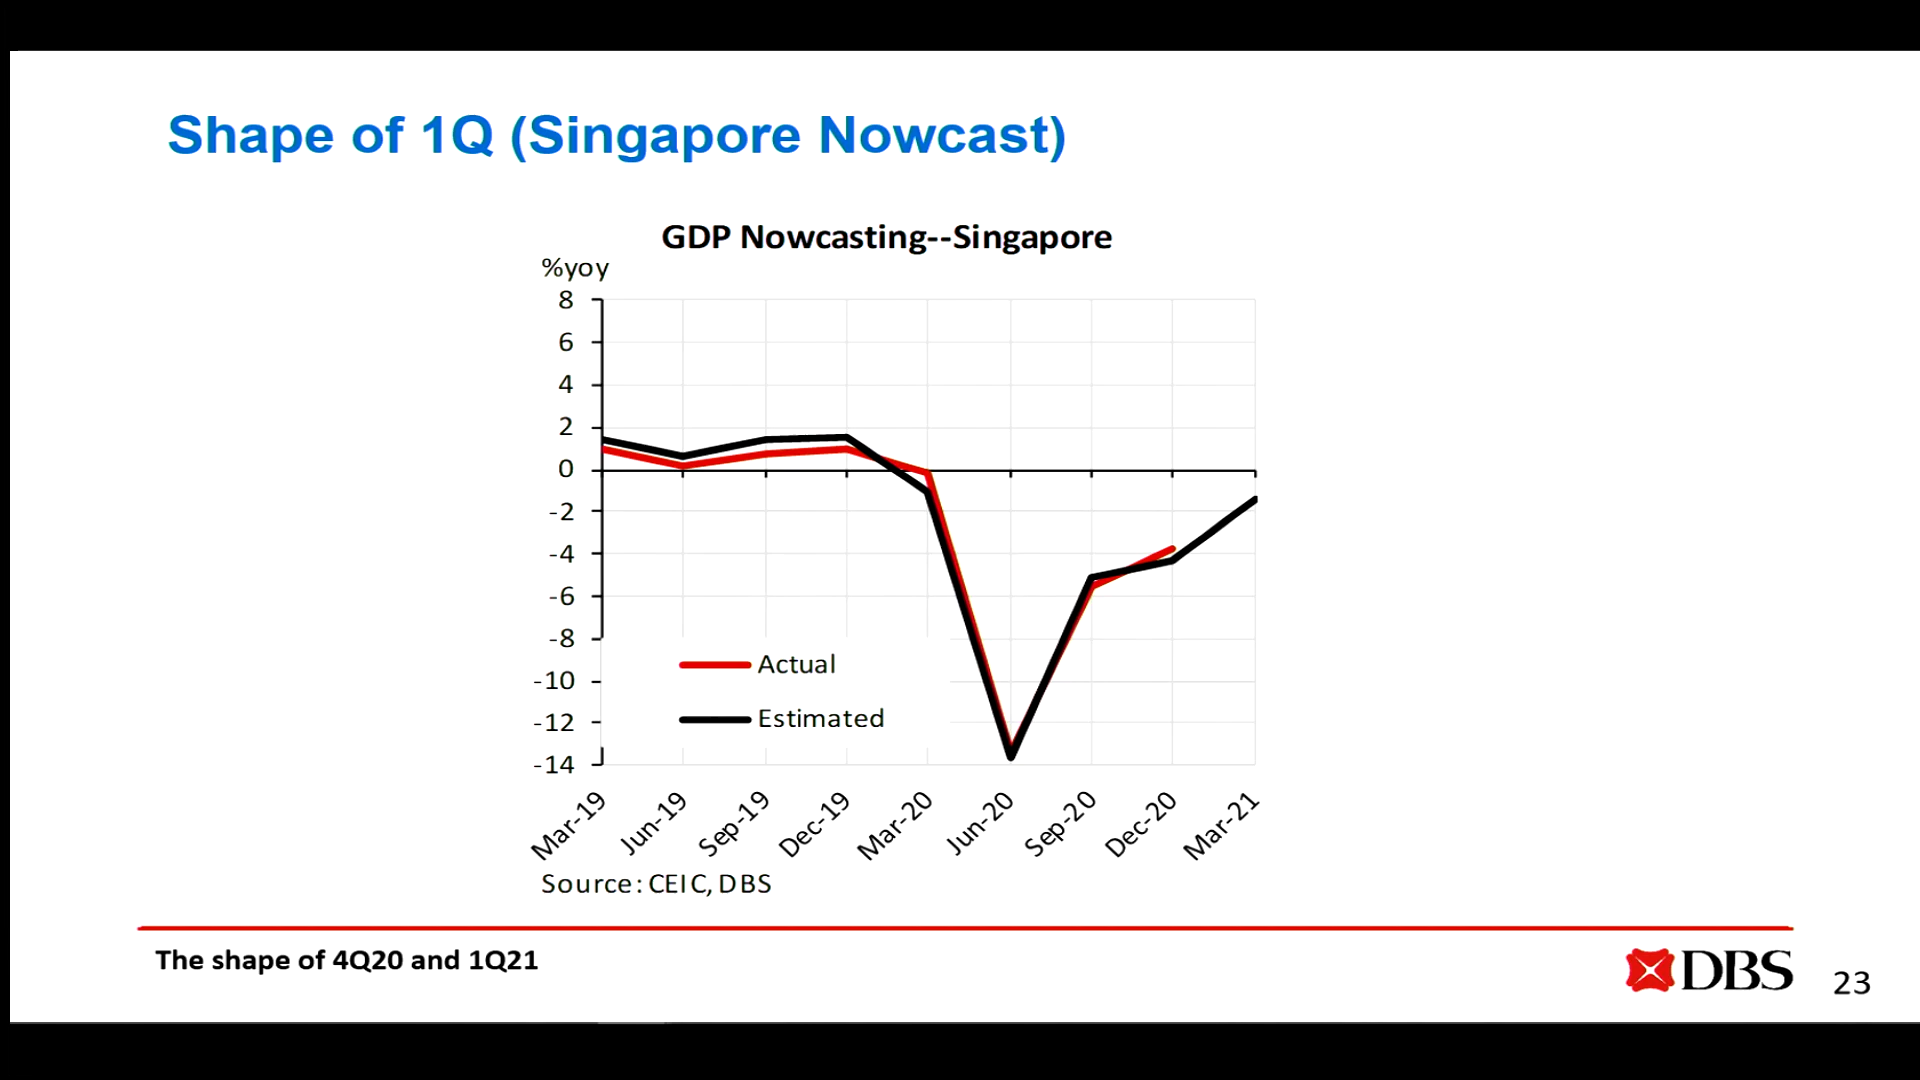 Shape of 1Q (Singapore Nowcast)
GDP Nowcasting--Singapore
%yoy
8
6
4
2
0
-2
-4
-6
-8
-10
-12
-14
Actual
Estimated
Mar-19
Jun-19
Sep-19
Dec-19
Mar-20
Jun-20
Sep-20
Dec-20
Mar-21
Source: CEIC, DBS
The shape of 4Q20 and 1Q21
DBS
23